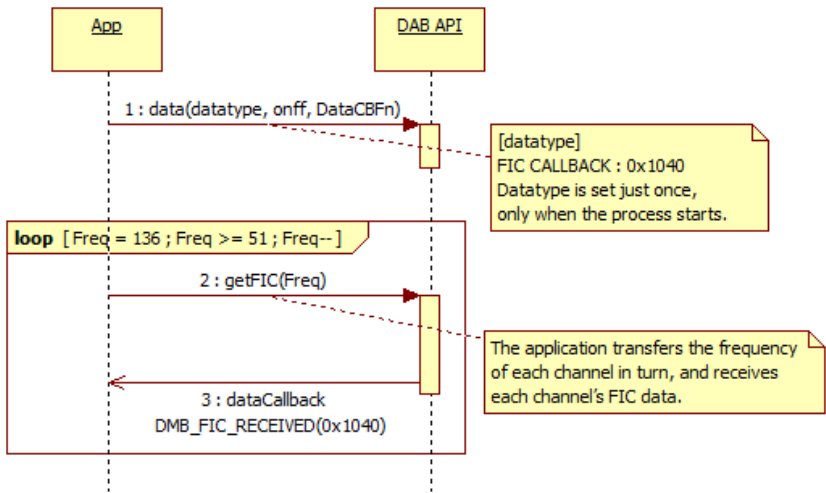 App
DAB API
1 : data(datatype, onff, DataCBFn)
[datatype]
FIC CALLBACK : 0x1040
Datatype is set just once,
only when the process starts.
loop [ Freq = 136 ; Freq >= 51 ; Freq-- ]
2 : getFIC(Freq)
The application transfers the frequency
of each channel in turn, and receives
each channel's FIC data.
3 : dataCallback
DMB_FIC_RECEIVED(0x1040)